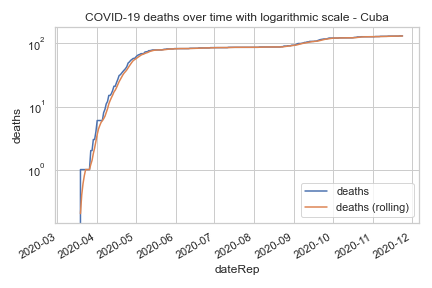 COVID-19 deaths over time with logarithmic scale - Cuba
deaths
10²
10¹
10⁰
deaths
deaths (rolling)
2020-03
2020-04
2020-05
2020-06
2020-07
2020-08
2020-09
2020-10
2020-11
2020-12
dateRep